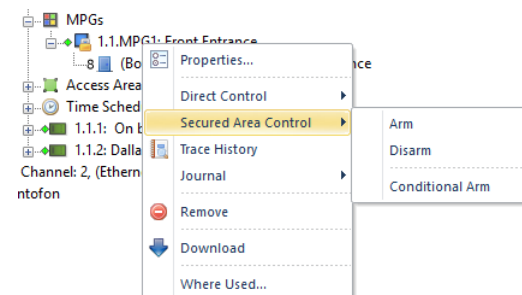 MPGs
1.1.MPG1: Front Entrance
8 (Bo
nce
Properties...
Access Area
Direct Control
Time Sched
Secured Area Control
Arm
1.1.1: On b
Trace History
Disarm
1.1.2: Dalla
Channel: 2, (Ethern
Journal
Conditional Arm
ntofon
Remove
Download
Where Used...